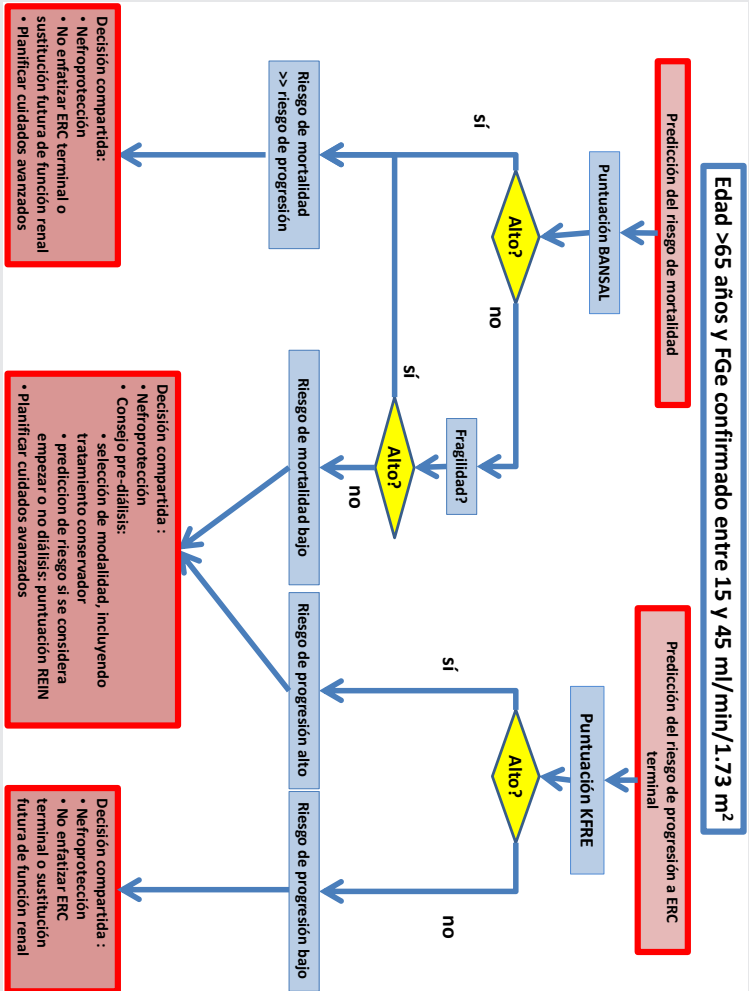 Edad >65 años y FGe confirmado entre 15 y 45 ml/min/1.73 m²
Predicción del riesgo de mortalidad
Puntuación BANSAL
Alto?
sí
no
Fragilidad?
Alto?
sí
no
Riesgo de mortalidad
>> riesgo de progresión
Riesgo de mortalidad bajo
Decisión compartida:
• Nefroprotección
• No enfatizar ERC terminal o
sustitución futura de función renal
• Planificar cuidados avanzados
Predicción del riesgo de progresión a ERC
terminal
Puntuación KFRE
Alto?
sí
no
Riesgo de progresión alto
Riesgo de progresión bajo
Decisión compartida :
• Nefroprotección
• Consejo pre-diálisis:
• selección de modalidad, incluyendo
tratamiento conservador
• prediccion de riesgo si se considera
empezar o no diálisis: puntuación REIN
• Planificar cuidados avanzados
Decisión compartida :
• Nefroprotección
• No enfatizar ERC
terminal o sustitución
futura de función renal